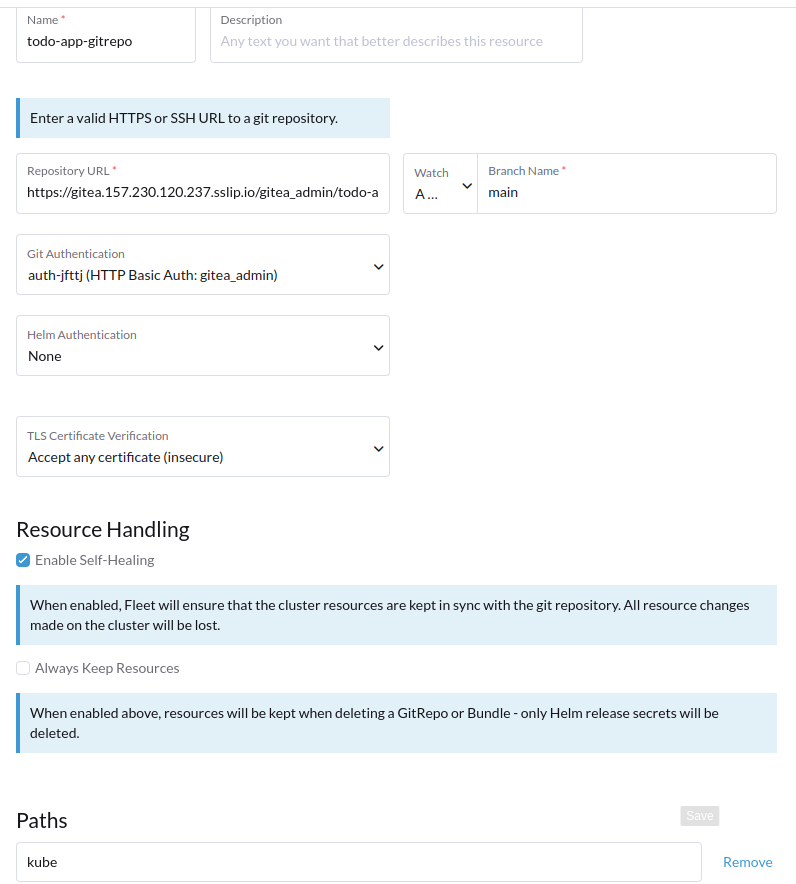 Name *
Description
todo-app-gitrepo
Any text you want that better describes this resource
Enter a valid HTTPS or SSH URL to a git repository.
Repository URL *
https://gitea.157.230.120.237.sslip.io/gitea_admin/todo-a
Watch
A ...
Branch Name *
main
Git Authentication
auth-jfttj (HTTP Basic Auth: gitea_admin)
Helm Authentication
None
TLS Certificate Verification
Accept any certificate (insecure)
Resource Handling
Enable Self-Healing
When enabled, Fleet will ensure that the cluster resources are kept in sync with the git repository. All resource changes
made on the cluster will be lost.
Always Keep Resources
When enabled above, resources will be kept when deleting a GitRepo or Bundle - only Helm release secrets will be
deleted.
Paths
Save
kube
Remove